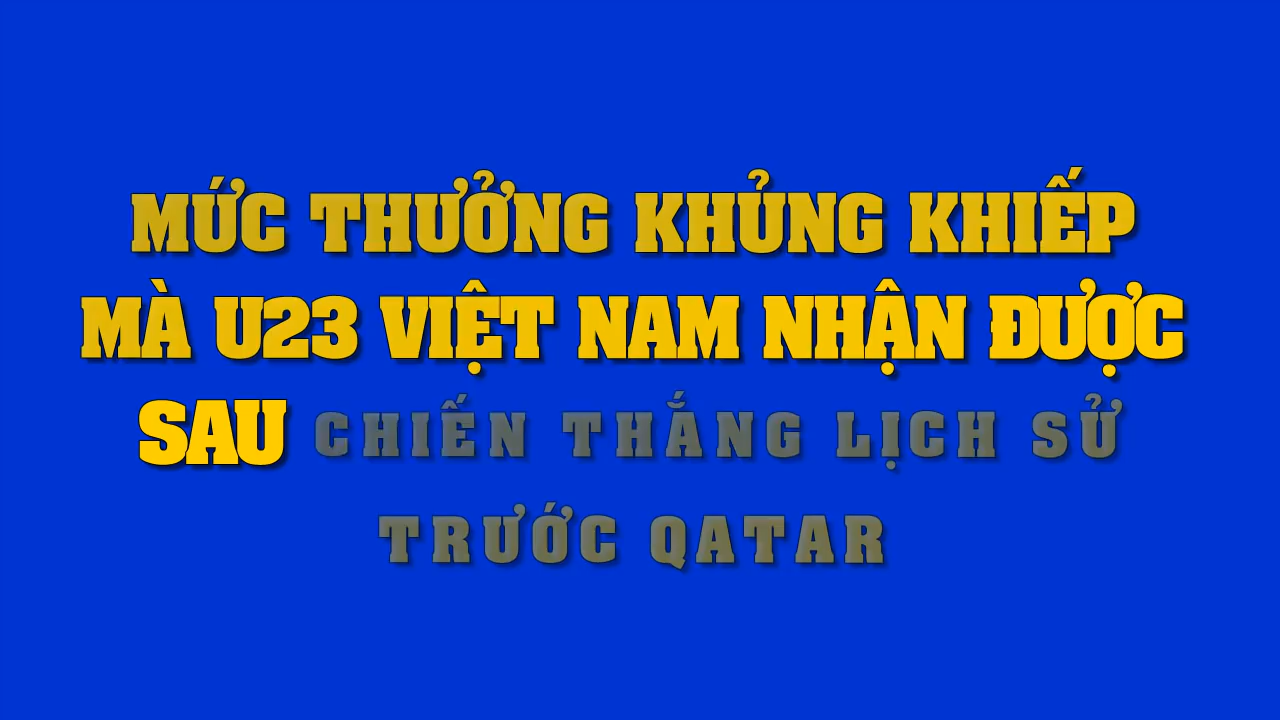 MỨC THƯỞNG KHỦNG KHIẾP
MÀ U23 VIỆT NAM NHẬN ĐƯỢC
SAU CHIẾN THẮNG LỊCH SỬ
TRƯỚC QATAR